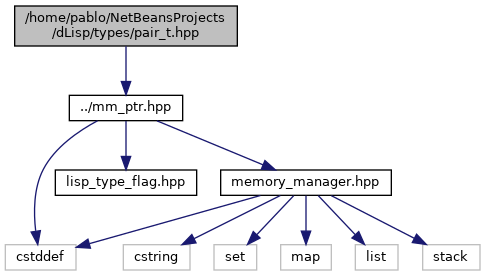 /home/pablo/NetBeansProjects
/dLisp/types/pair_t.hpp
../mm_ptr.hpp
lisp_type_flag.hpp
memory_manager.hpp
cstddef
cstring
set
map
list
stack